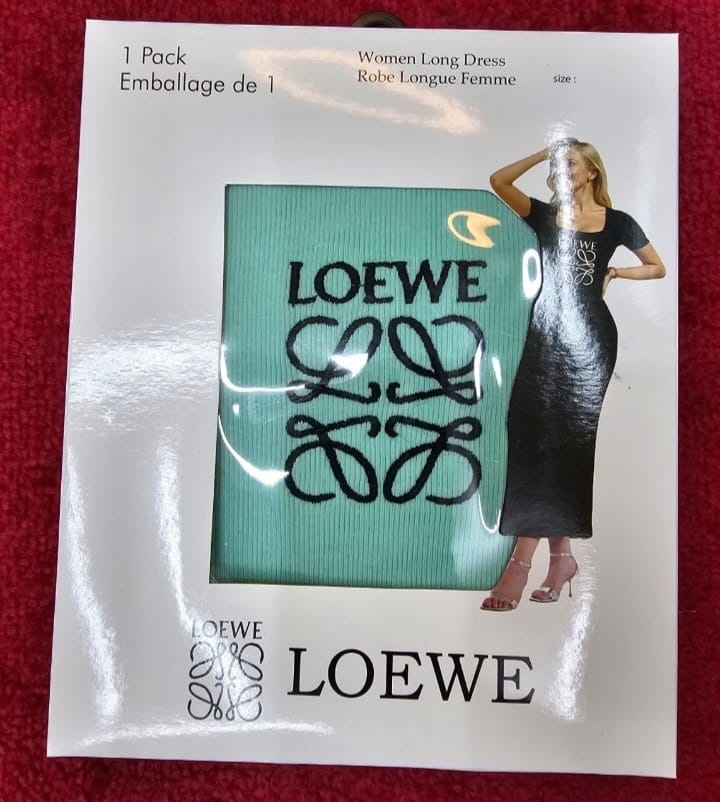 1 Pack
Emballage de 1
Women Long Dress
Robe Longue Femme
size :
LOEWE
LOEWE
LOEWE
LOEWE